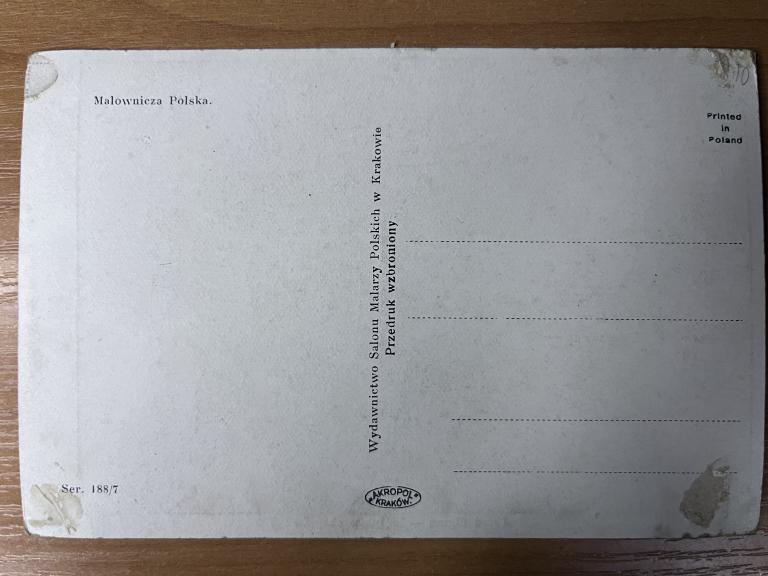 Malownicza Polska.
Printed
in
Poland
Wydawnictwo Salonu Malarzy Polskich w Krakowie
Przedruk wzbroniony
Ser. 188/7
"AKROPOL"
KRAKÓW.